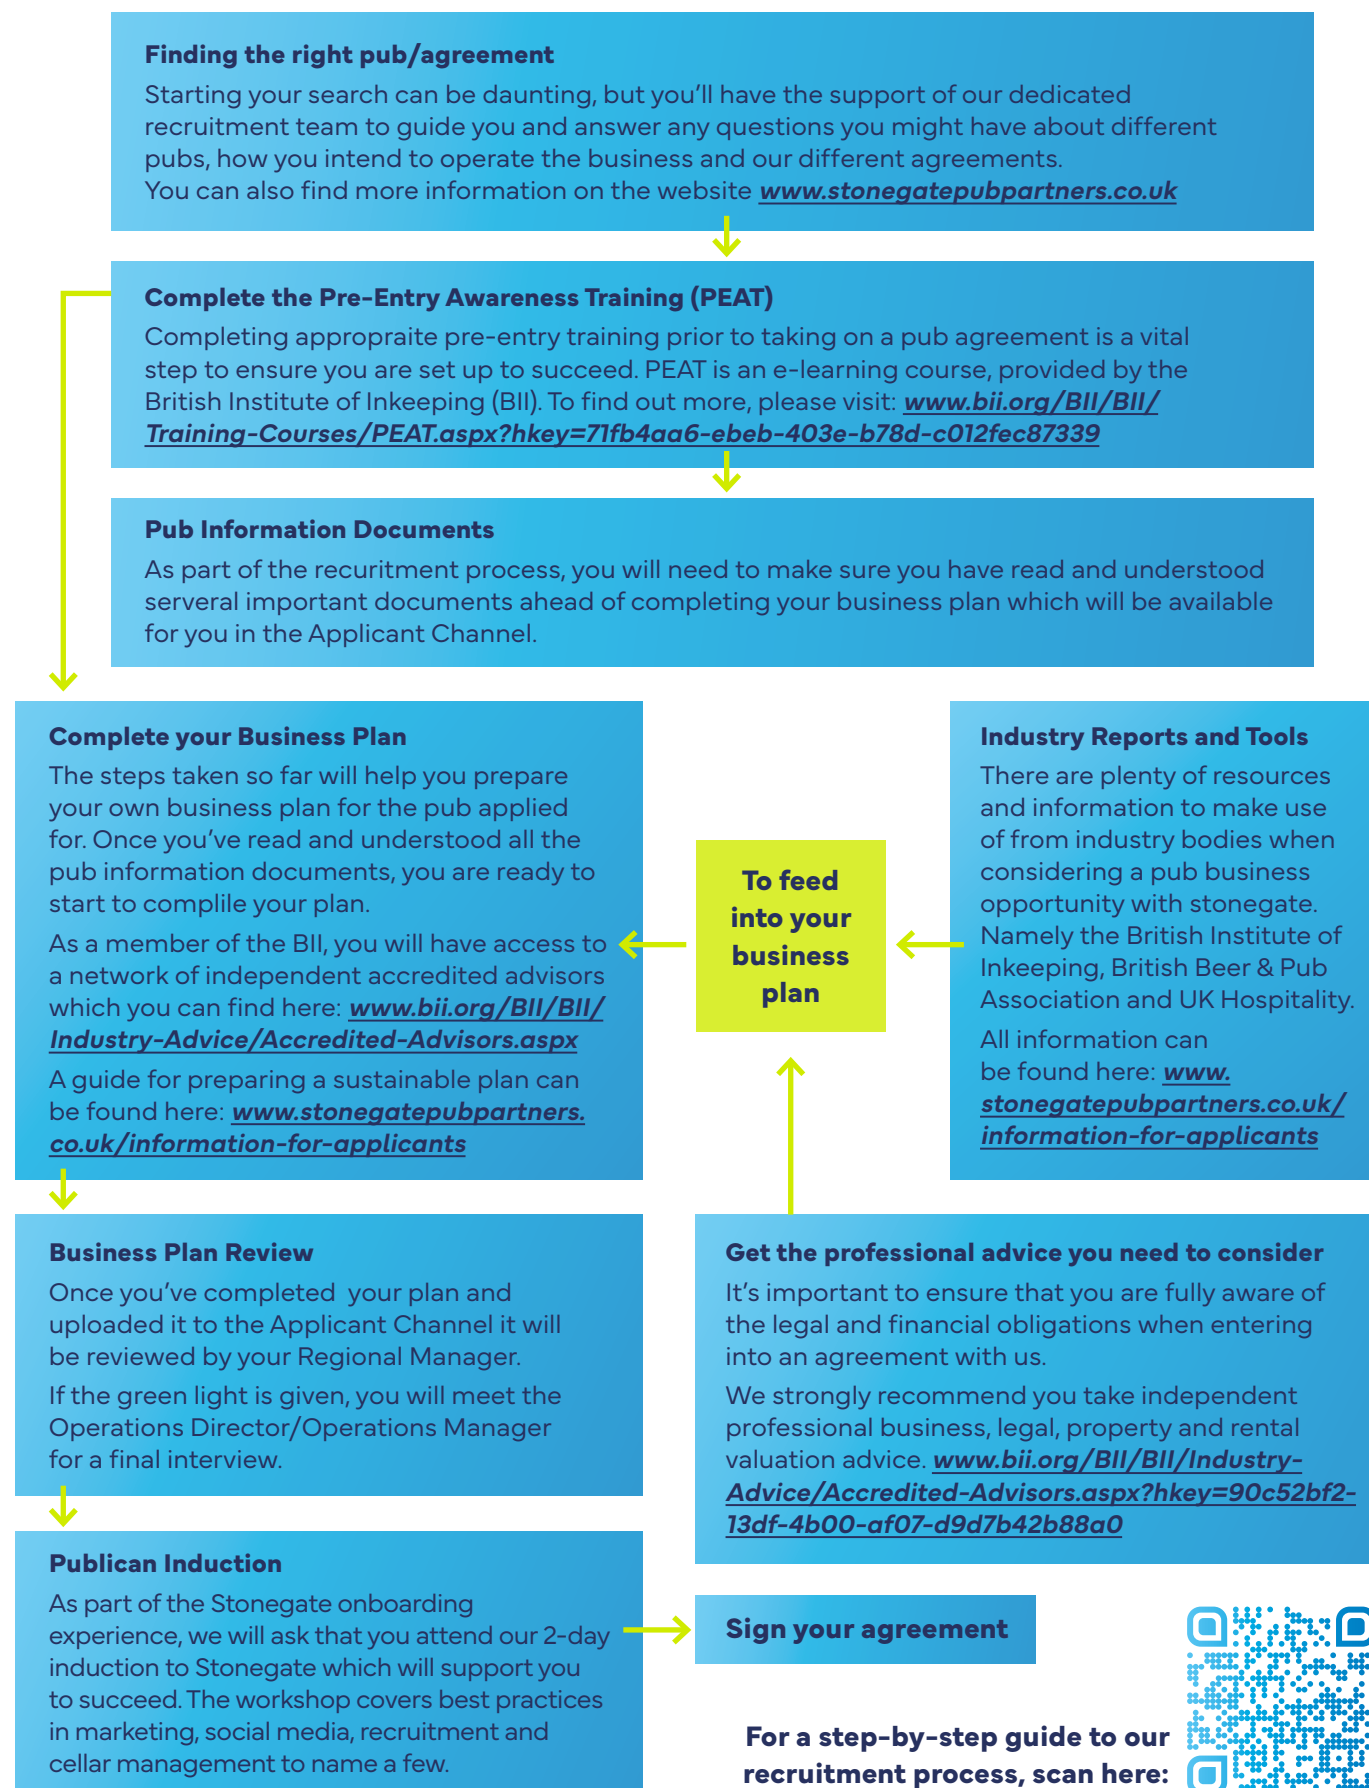 Finding the right pub/agreement
Starting your search can be daunting, but you'll have the support of our dedicated
recruitment team to guide you and answer any questions you might have about different
pubs, how you intend to operate the business and our different agreements.
You can also find more information on the website www.stonegatepubpartners.co.uk
Complete the Pre-Entry Awareness Training (PEAT)
Completing appropraite pre-entry training prior to taking on a pub agreement is a vital
step to ensure you are set up to succeed. PEAT is an e-learning course, provided by the
British Institute of Inkeeping (BII). To find out more, please visit: www.bii.org/BII/BII/
Training-Courses/PEAT.aspx?hkey=71fb4aa6-ebeb-403e-b78d-c012fec87339
Pub Information Documents
As part of the recuritment process, you will need to make sure you have read and understood
serveral important documents ahead of completing your business plan which will be available
for you in the Applicant Channel.
Complete your Business Plan
The steps taken so far will help you prepare
your own business plan for the pub applied
for. Once you've read and understood all the
pub information documents, you are ready to
start to complile your plan.
As a member of the BII, you will have access to
a network of independent accredited advisors
which you can find here: www.bii.org/BII/BII/
Industry-Advice/Accredited-Advisors.aspx
A guide for preparing a sustainable plan can
be found here: www.stonegatepubpartners.
co.uk/information-for-applicants
To feed
into your
business
plan
Industry Reports and Tools
There are plenty of resources
and information to make use
of from industry bodies when
considering a pub business
opportunity with stonegate.
Namely the British Institute of
Inkeeping, British Beer & Pub
Association and UK Hospitality.
All information can
be found here: www.
stonegatepubpartners.co.uk/
information-for-applicants
Business Plan Review
Once you've completed  your plan and
uploaded it to the Applicant Channel it will
be reviewed by your Regional Manager.
If the green light is given, you will meet the
Operations Director/Operations Manager
for a final interview.
Get the professional advice you need to consider
It's important to ensure that you are fully aware of
the legal and financial obligations when entering
into an agreement with us.
We strongly recommend you take independent
professional business, legal, property and rental
valuation advice. www.bii.org/BII/BII/Industry-
Advice/Accredited-Advisors.aspx?hkey=90c52bf2-
13df-4b00-af07-d9d7b42b88a0
Publican Induction
As part of the Stonegate onboarding
experience, we will ask that you attend our 2-day
induction to Stonegate which will support you
to succeed. The workshop covers best practices
in marketing, social media, recruitment and
cellar management to name a few.
Sign your agreement
For a step-by-step guide to our
recruitment process, scan here: